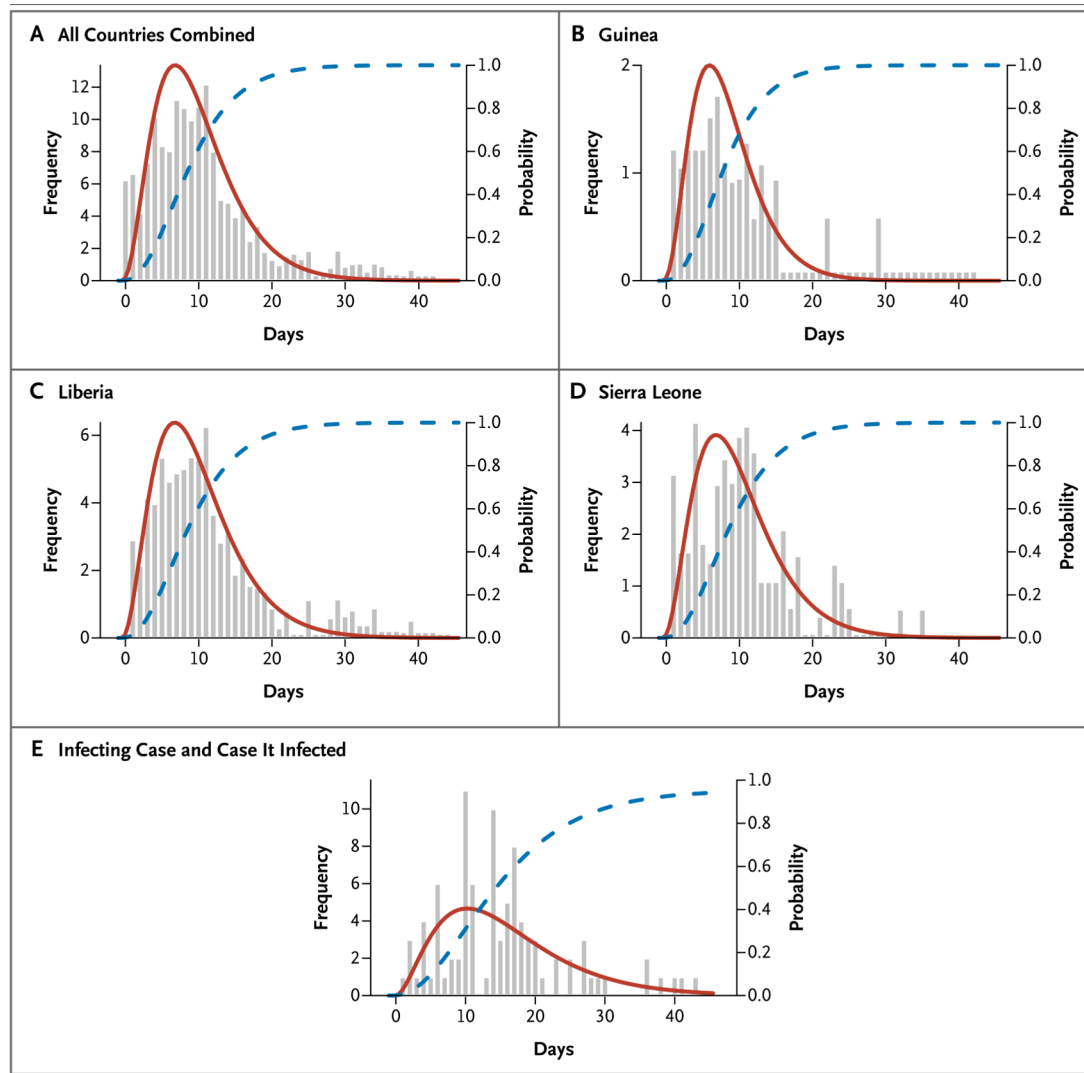 A All Countries Combined
Frequency
12
10
8
6
4
2
0
1.0
0.8
0.6
0.4
0.2
0.0
Probability
0 10 20 30 40
Days
B Guinea
Frequency
2
1
0
1.0
0.8
0.6
0.4
0.2
0.0
Probability
0 10 20 30 40
Days
C Liberia
Frequency
6
4
2
0
1.0
0.8
0.6
0.4
0.2
0.0
Probability
0 10 20 30 40
Days
D Sierra Leone
Frequency
4
3
2
1
0
1.0
0.8
0.6
0.4
0.2
0.0
Probability
0 10 20 30 40
Days
E Infecting Case and Case It Infected
Frequency
10
8
6
4
2
0
1.0
0.8
0.6
0.4
0.2
0.0
Probability
0 10 20 30 40
Days